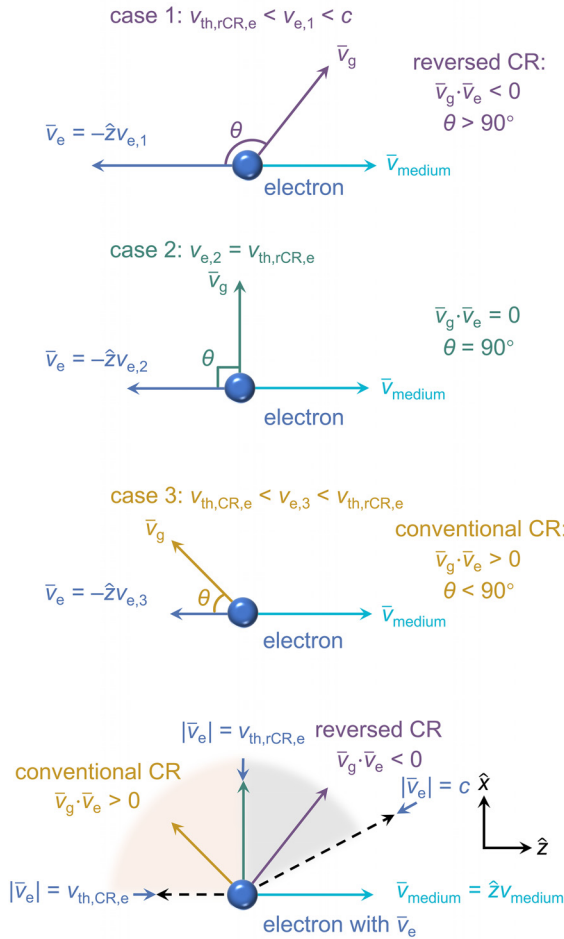 case 1: v_th,rCR,e < v_e,1 < c
v̄_g
reversed CR:
v̄_g·v̄_e < 0
θ > 90°
v̄_e = –ẑv_e,1
θ
v̄_medium
electron
case 2: v_e,2 = v_th,rCR,e
v̄_g
v̄_g·v̄_e = 0
θ = 90°
v̄_e = –ẑv_e,2
θ
v̄_medium
electron
case 3: v_th,CR,e < v_e,3 < v_th,rCR,e
v̄_g
conventional CR:
v̄_g·v̄_e > 0
θ < 90°
v̄_e = –ẑv_e,3
θ
v̄_medium
electron
|v̄_e| = v_th,rCR,e
reversed CR
v̄_g·v̄_e < 0
conventional CR
v̄_g·v̄_e > 0
|v̄_e| = c
x̂
ẑ
|v̄_e| = v_th,CR,e
v̄_medium = ẑv_medium
electron with v̄_e